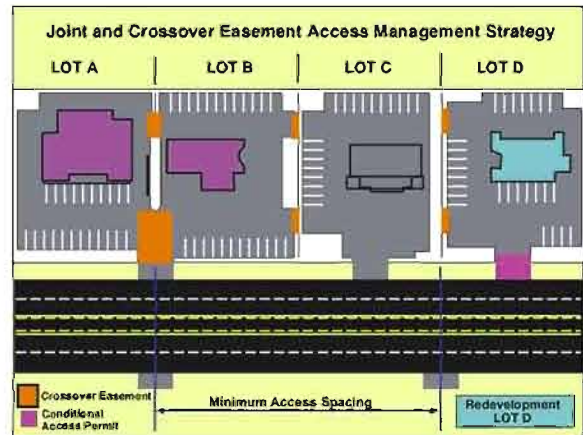 Joint and Crossover Easement Access Management Strategy
LOT A LOT B LOT C LOT D
Crossover Easement
Conditional
Access Permit
Minimum Access Spacing
Redevelopment
LOT D